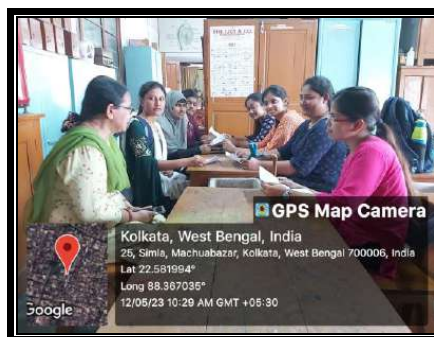 GPS Map Camera
Kolkata, West Bengal, India
25, Simla, Machuabazar, Kolkata, West Bengal 700006, India
Lat 22.581994°
Long 88.367035°
12/05/23 10:29 AM GMT +05:30
Google